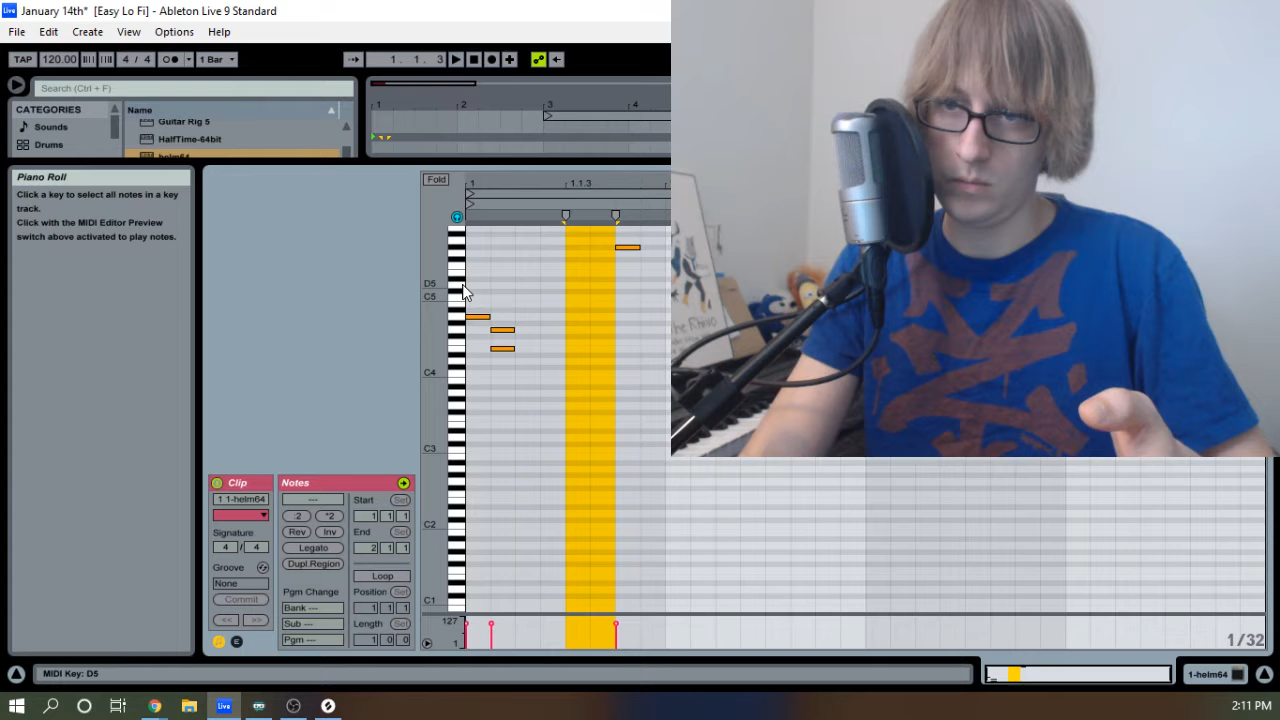 Live January 14th* [Easy Lo Fi] - Ableton Live 9 Standard
File Edit Create View Options Help
TAP 120.00 4 / 4 1 Bar 1. 1. 3
Search (Ctrl + F)
CATEGORIES
Sounds
Drums
Name
Guitar Rig 5
HalfTime-64bit
helm64
1 2 3 4
Piano Roll
Click a key to select all notes in a key
track.
Click with the MIDI Editor Preview
switch above activated to play notes.
Fold
1 1.1.3
D5
C5
C4
C3
C2
C1
127
1
1/32
Clip
1 1-helm64
Signature
4 / 4
Groove
None
Commit
<< >>
Notes
---
:2 *2
Rev Inv
Legato
Dupl.Region
Pgm Change
Bank ---
Sub ---
Pgm ---
Start Set
1 1 1
End Set
2 1 1
Loop
Position Set
1 1 1
Length Set
1 0 0
The Rhino
MIDI Key: D5
1-helm64
Live
2:11 PM